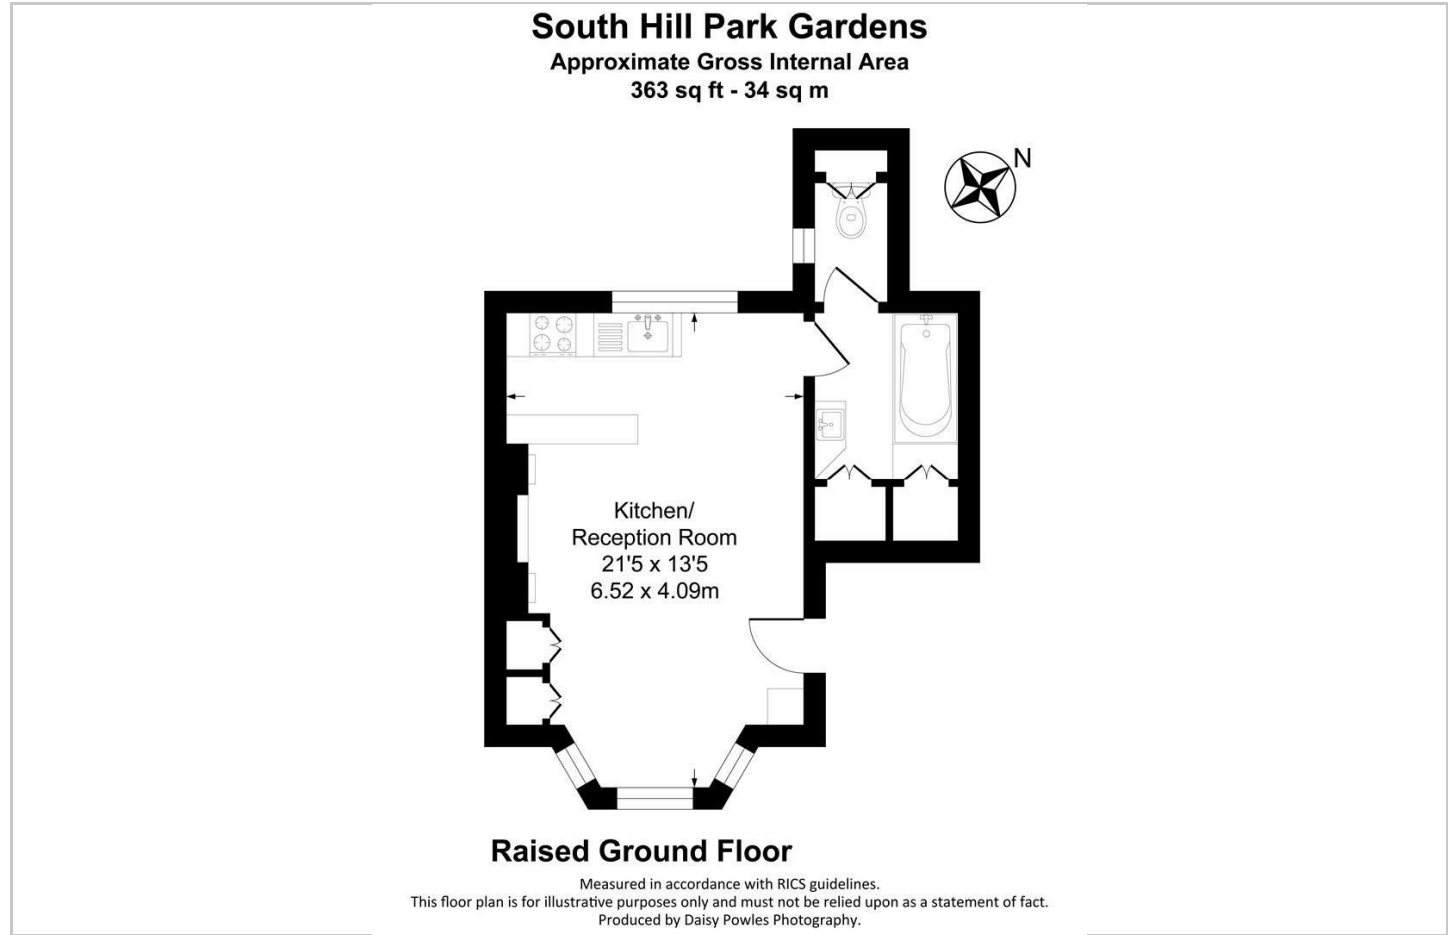 South Hill Park Gardens
Approximate Gross Internal Area
363 sq ft - 34 sq m
N
Kitchen/
Reception Room
21'5 x 13'5
6.52 x 4.09m
Raised Ground Floor
Measured in accordance with RICS guidelines.
This floor plan is for illustrative purposes only and must not be relied upon as a statement of fact.
Produced by Daisy Powles Photography.